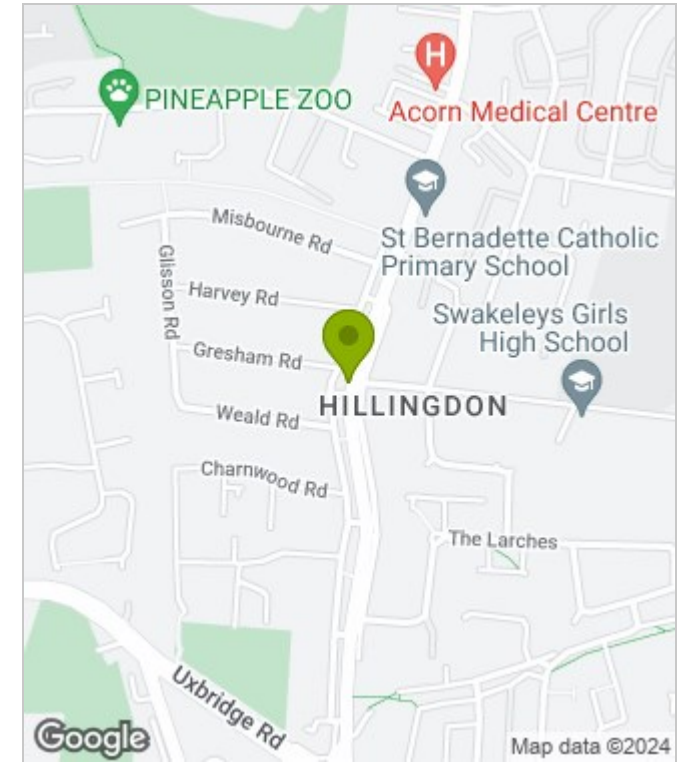 PINEAPPLE ZOO
H
Acorn Medical Centre
St Bernadette Catholic
Primary School
Misbourne Rd
Glisson Rd
Harvey Rd
Swakeleys Girls
High School
Gresham Rd
HILLINGDON
Weald Rd
Charnwood Rd
The Larches
Uxbridge Rd
Google
Map data ©2024